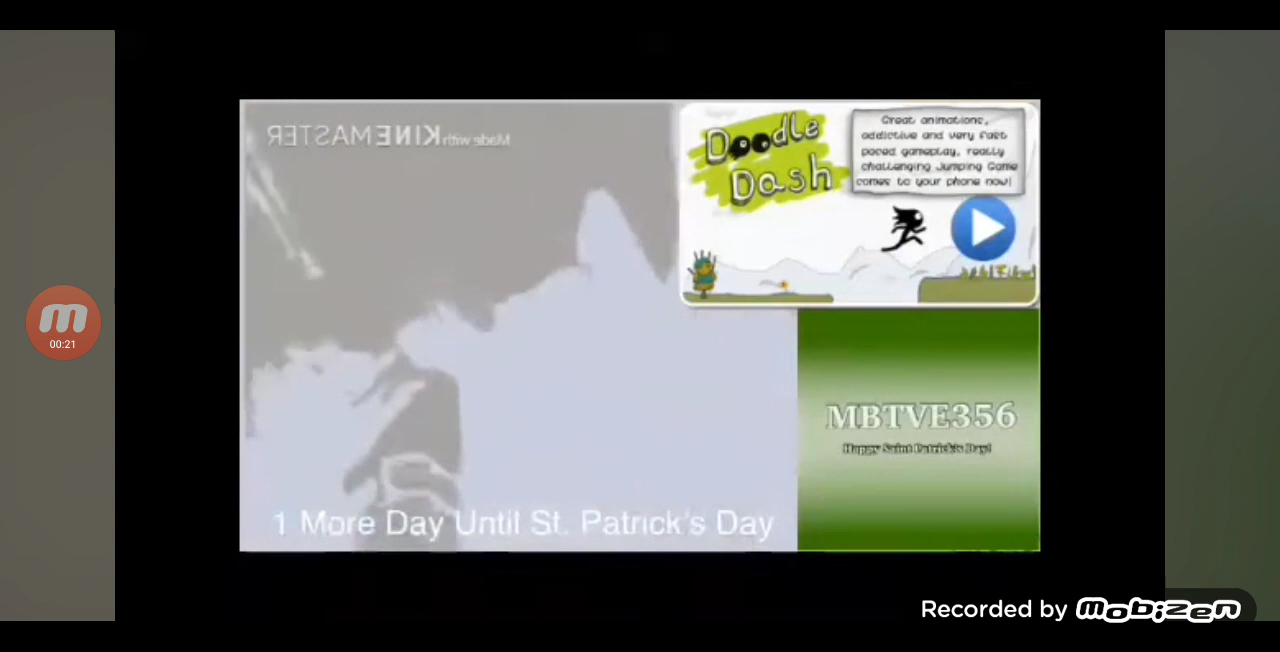 Made with KINEMASTER
Doodle
Dash
Great animations,
addictive and very fast
paced gameplay, really
challenging Jumping Game
comes to your phone now|
m
00:21
MBTVE356
Happy Saint Patrick's Day!
1 More Day Until St. Patrick's Day
Recorded by mobizen